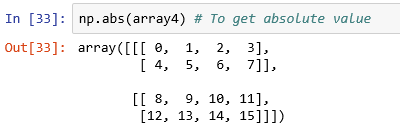 In [33]: np.abs(array4) # To get absolute value
Out[33]: array([[[ 0, 1, 2, 3],
[ 4, 5, 6, 7]],
[[ 8, 9, 10, 11],
[12, 13, 14, 15]]])